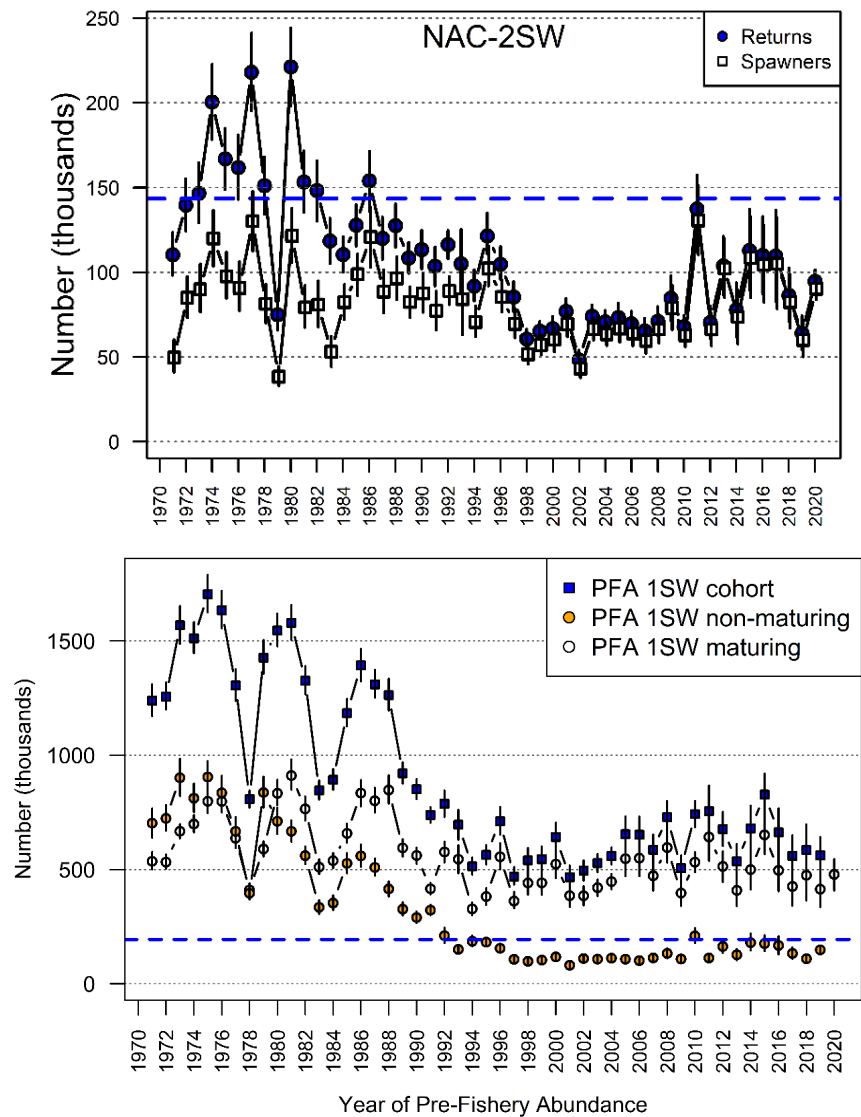 NAC-2SW
Returns
Spawners
Number (thousands)
250
200
150
100
50
0
1970 1972 1974 1976 1978 1980 1982 1984 1986 1988 1990 1992 1994 1996 1998 2000 2002 2004 2006 2008 2010 2012 2014 2016 2018 2020
PFA 1SW cohort
PFA 1SW non-maturing
PFA 1SW maturing
Number (thousands)
1500
1000
500
0
1970 1972 1974 1976 1978 1980 1982 1984 1986 1988 1990 1992 1994 1996 1998 2000 2002 2004 2006 2008 2010 2012 2014 2016 2018 2020
Year of Pre-Fishery Abundance